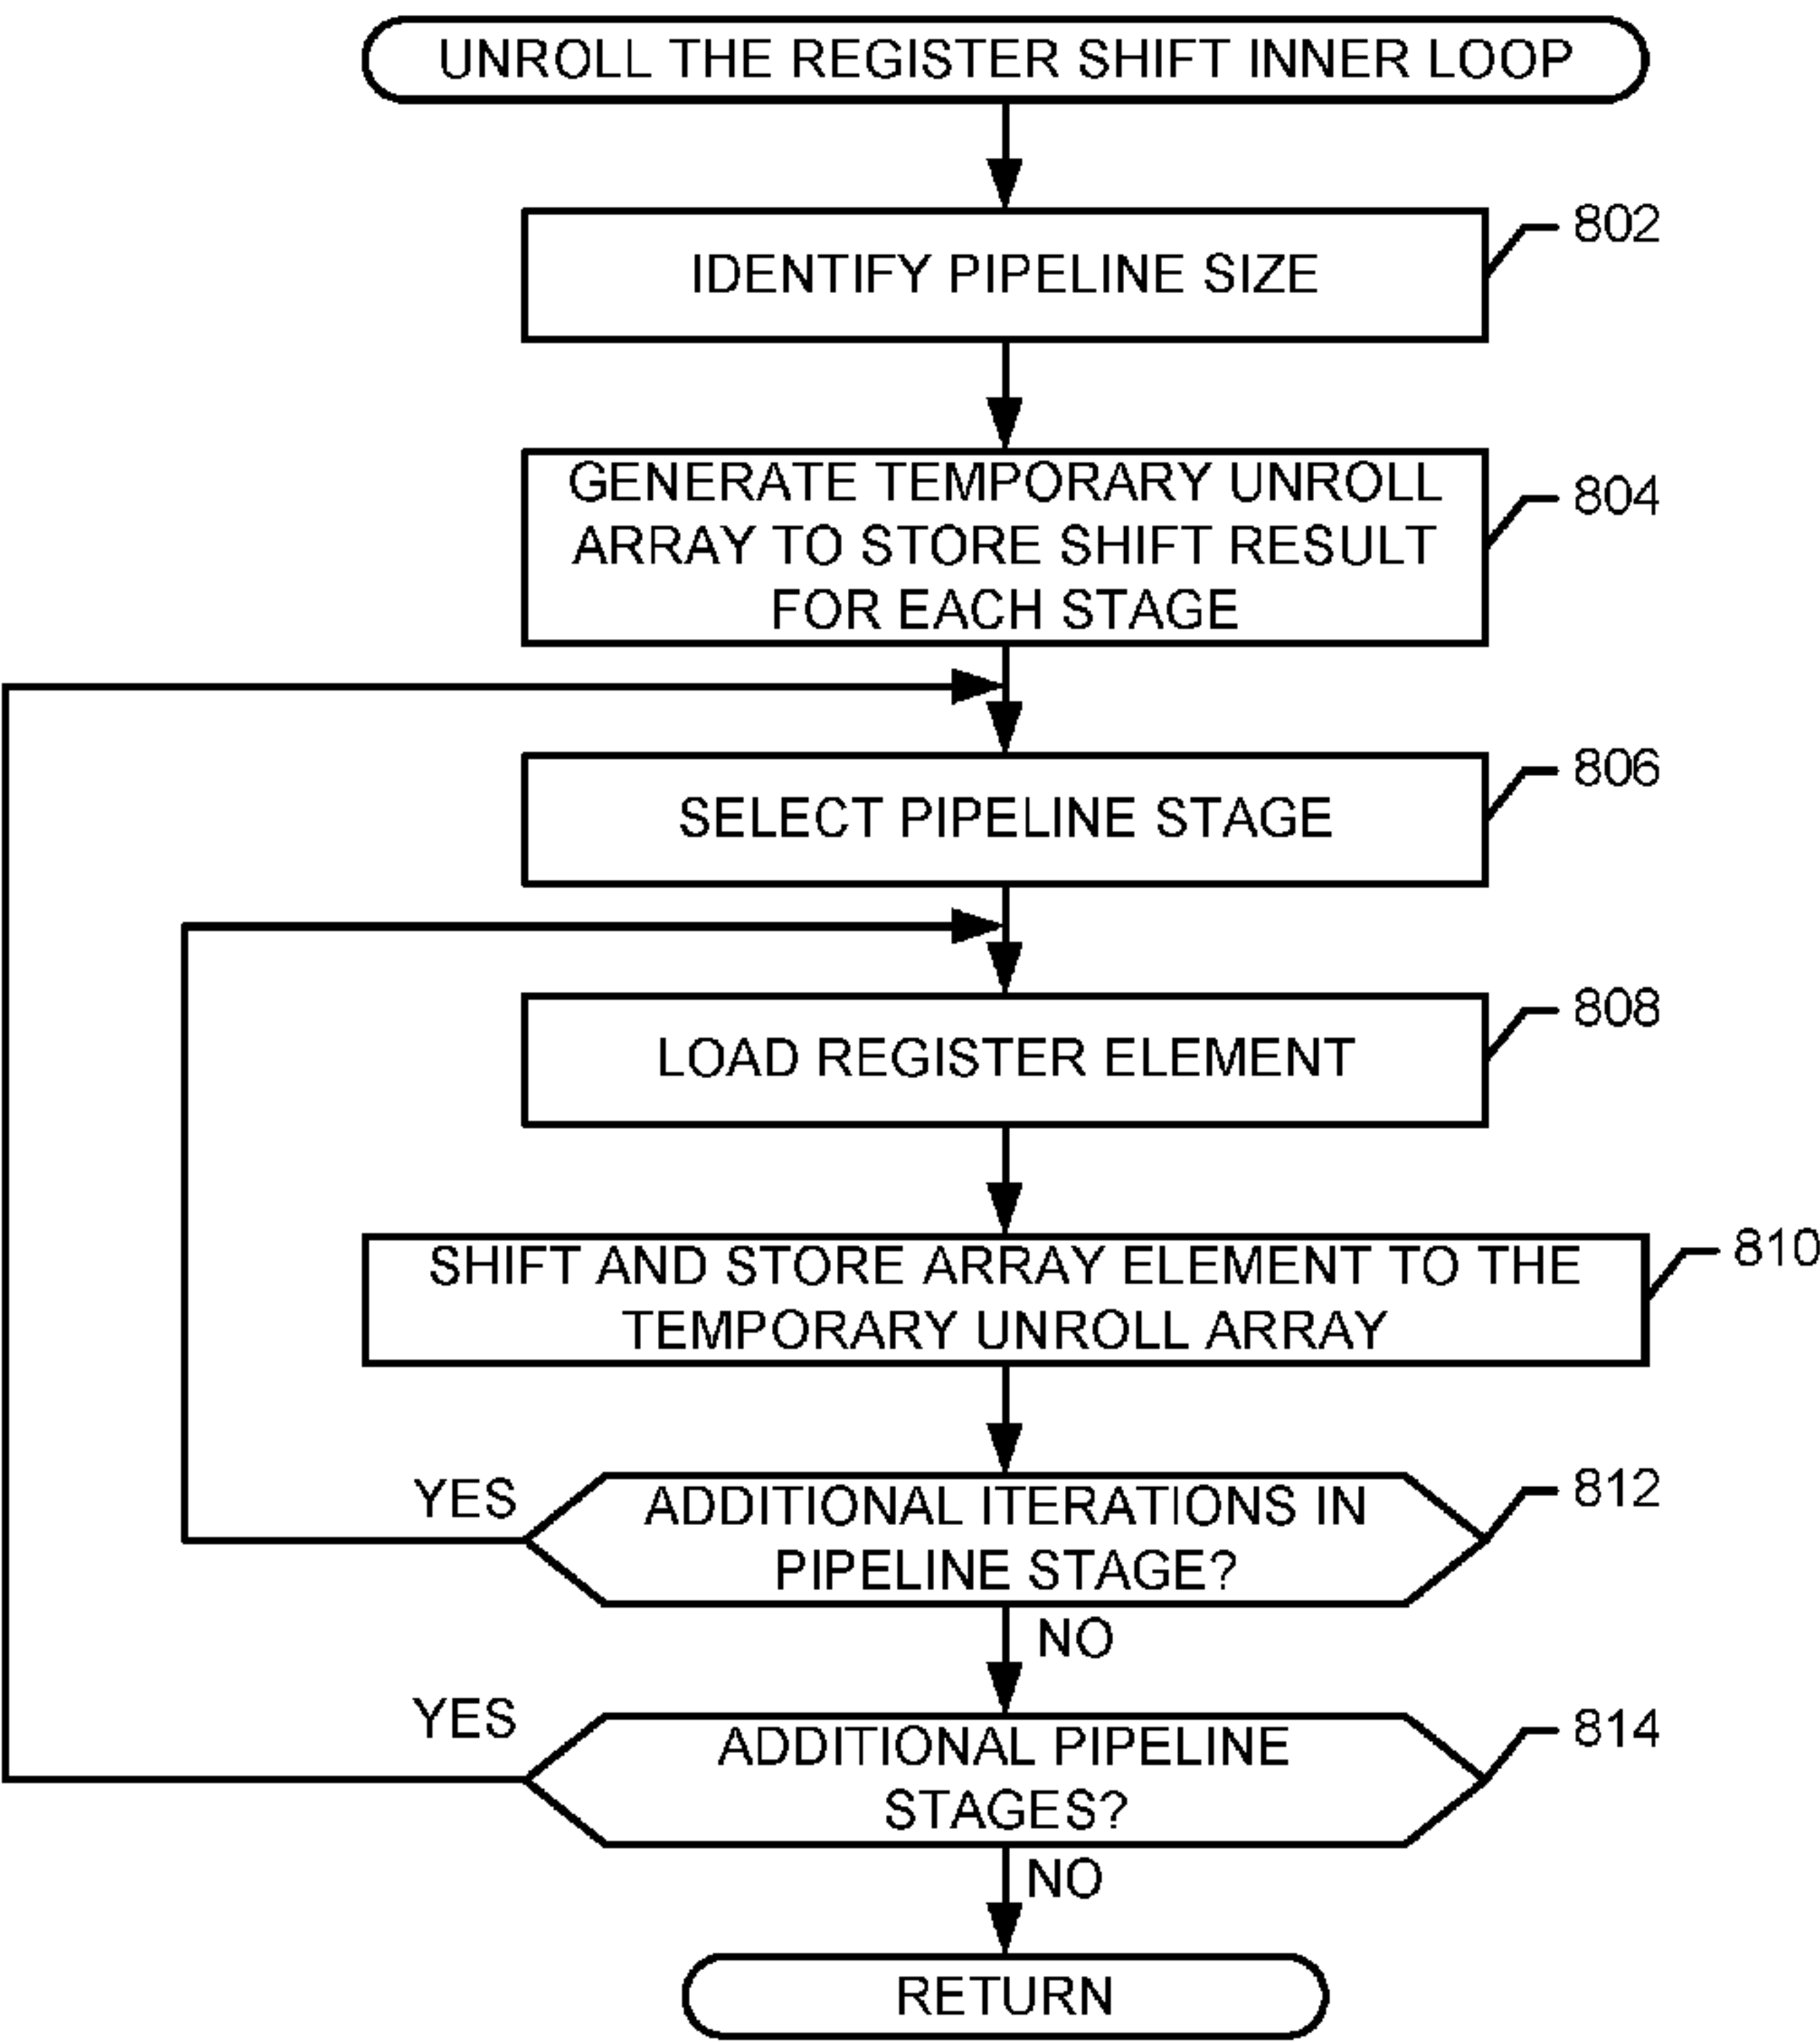 UNROLL THE REGISTER SHIFT INNER LOOP
802
IDENTIFY PIPELINE SIZE
804
GENERATE TEMPORARY UNROLL
ARRAY TO STORE SHIFT RESULT
FOR EACH STAGE
806
SELECT PIPELINE STAGE
808
LOAD REGISTER ELEMENT
810
SHIFT AND STORE ARRAY ELEMENT TO THE
TEMPORARY UNROLL ARRAY
812
YES
ADDITIONAL ITERATIONS IN
PIPELINE STAGE?
NO
814
YES
ADDITIONAL PIPELINE
STAGES?
NO
RETURN